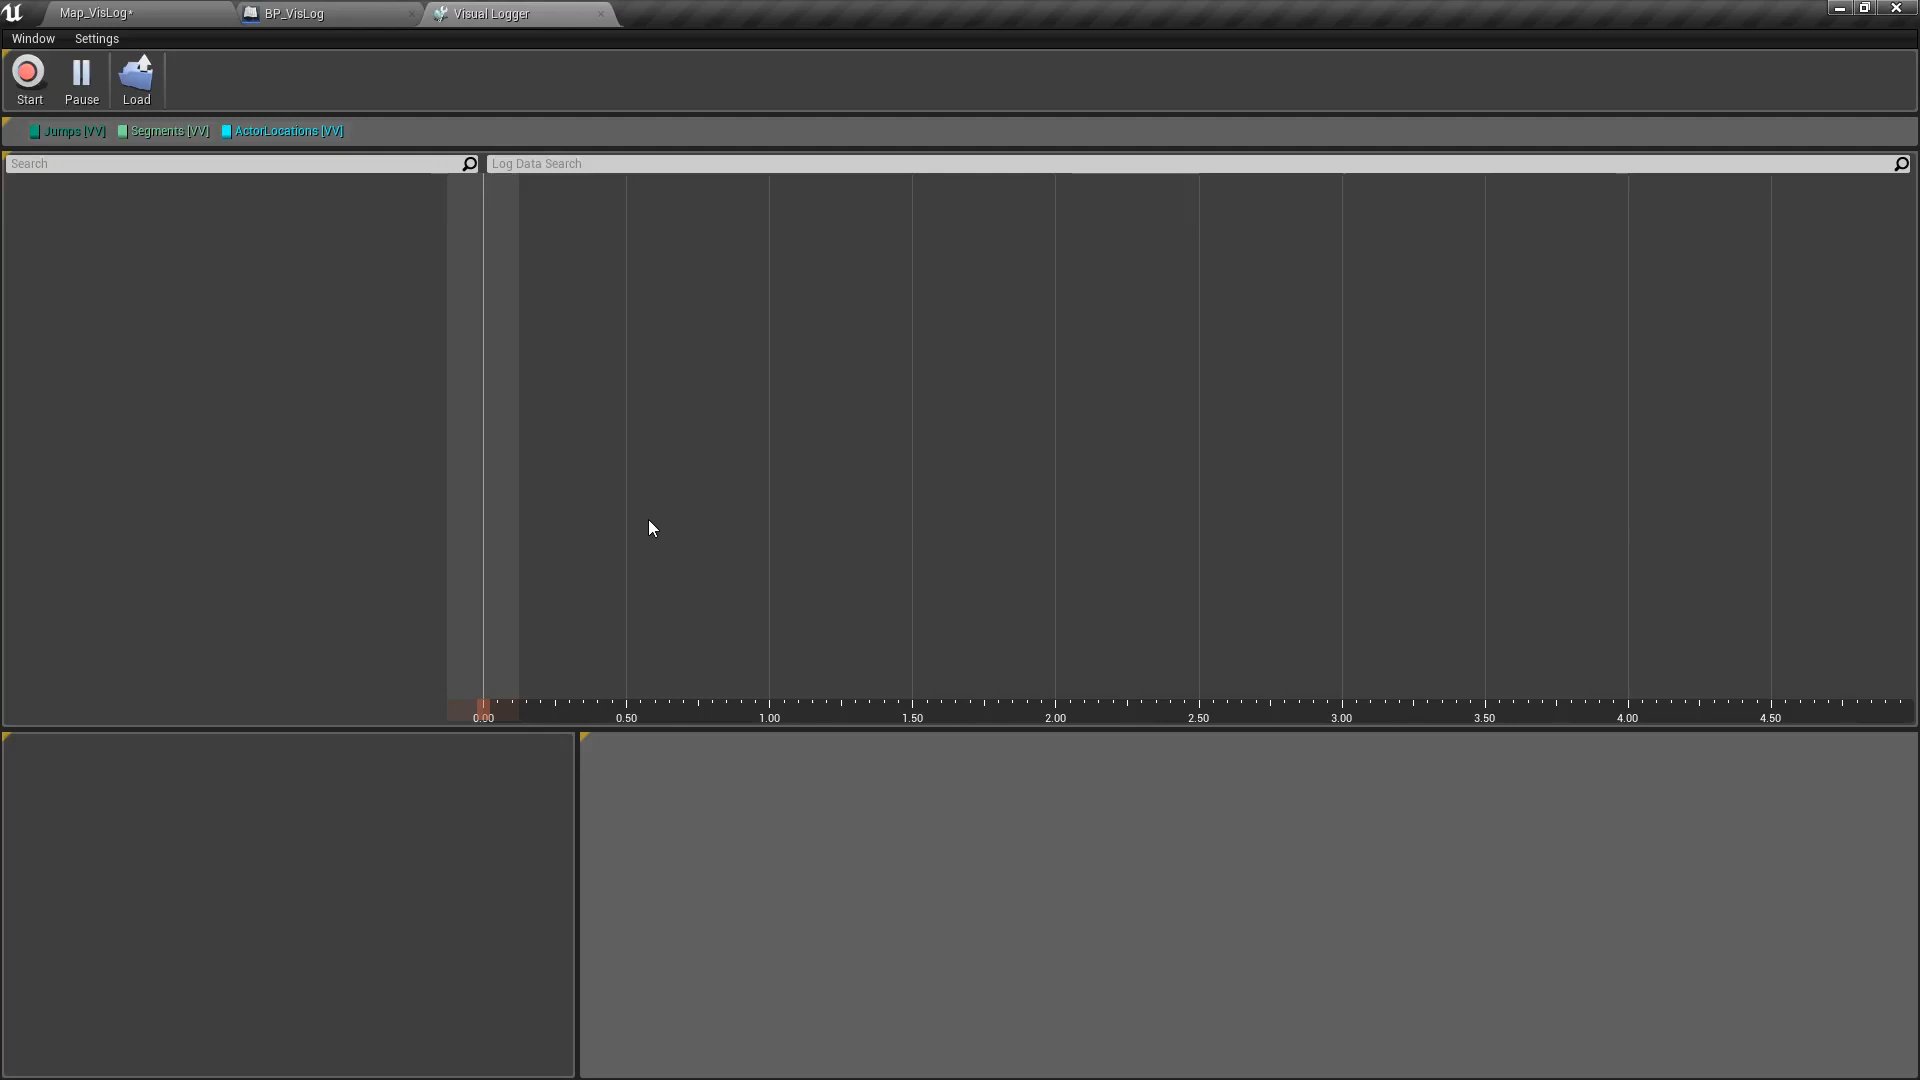 Map_VisLog*
BP_VisLog
Visual Logger
Window Settings
Start Pause Load
Jumps [VV] Segments [VV] ActorLocations [VV]
Search
Log Data Search
0.00 0.50 1.00 1.50 2.00 2.50 3.00 3.50 4.00 4.50